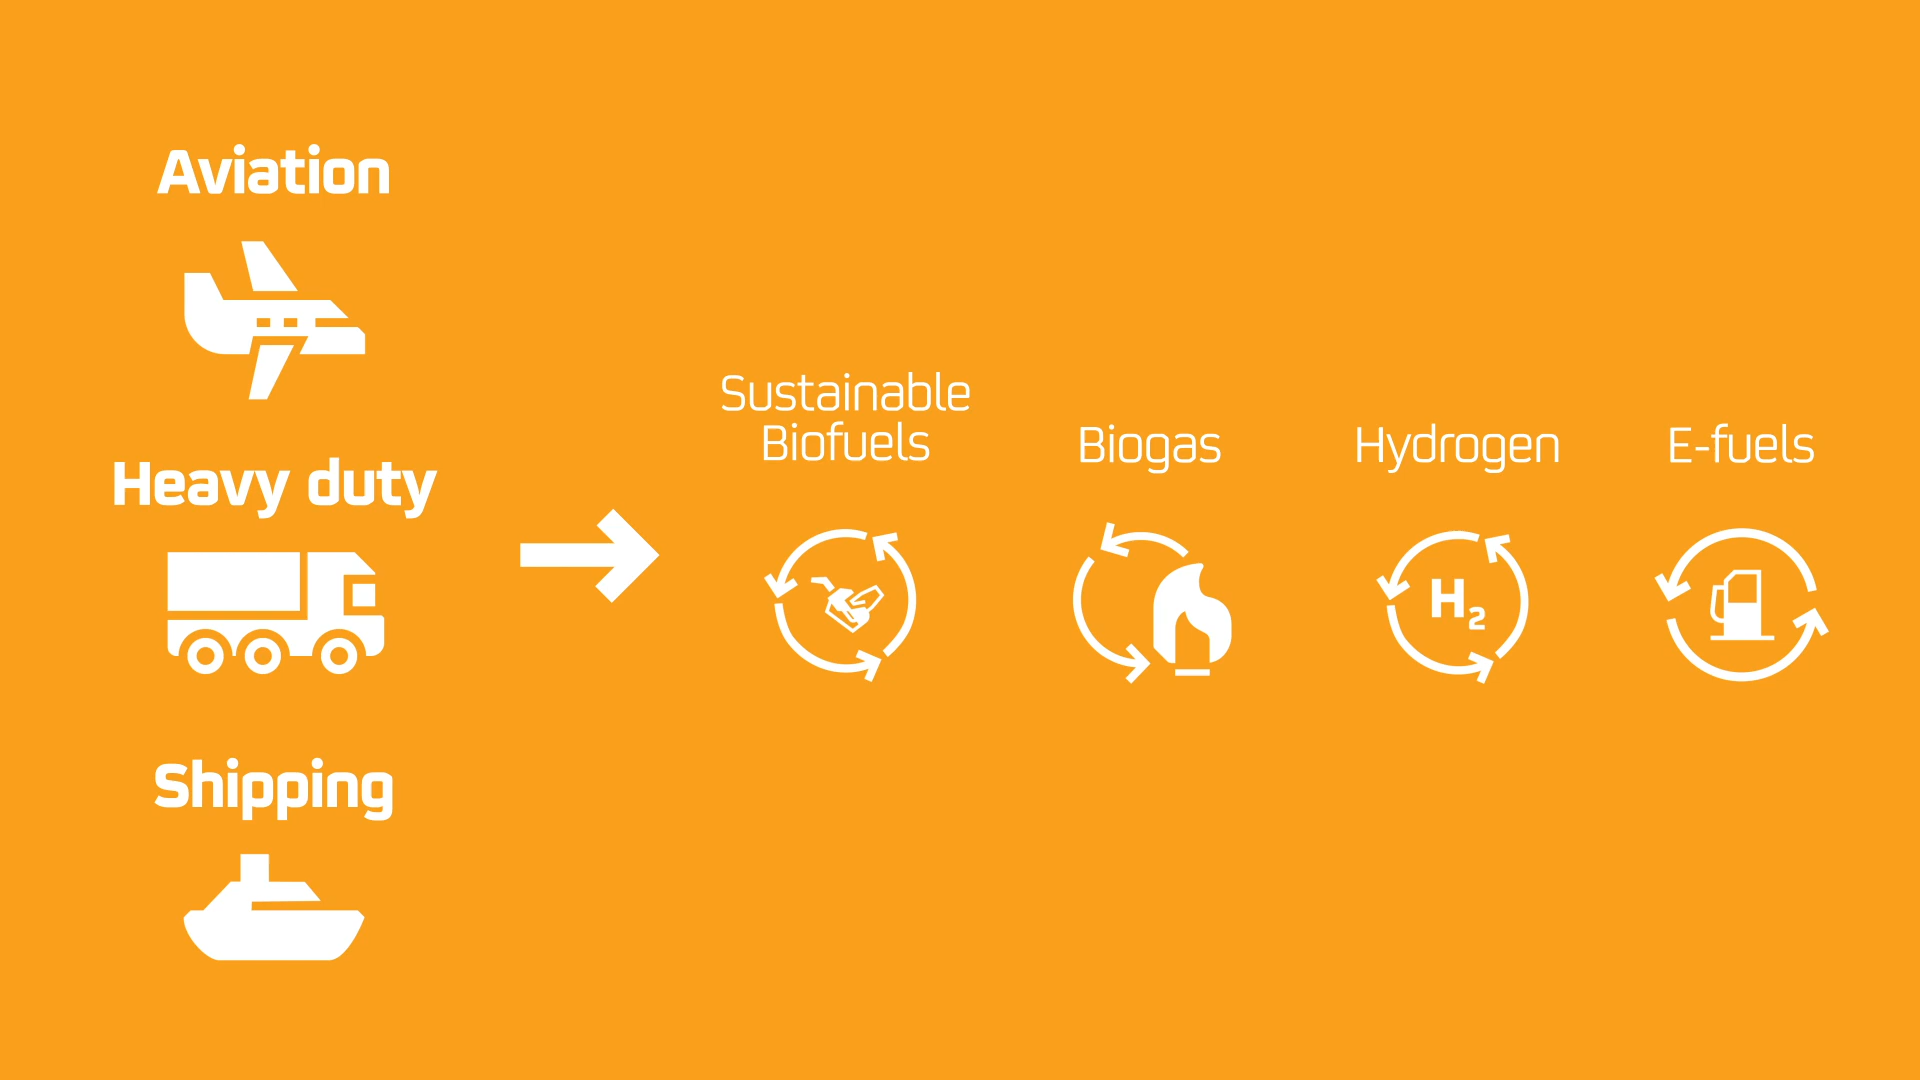 Aviation
Heavy duty
Shipping
Sustainable
Biofuels
Biogas
Hydrogen
E-fuels
H2